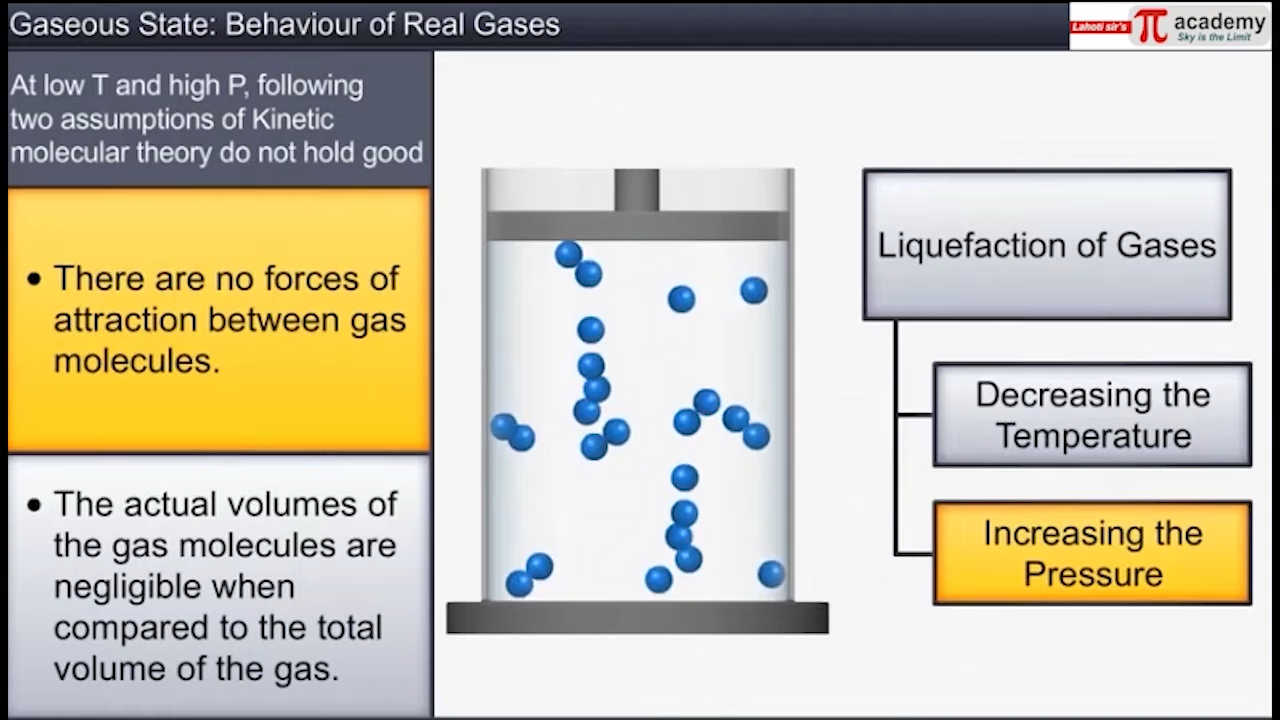 Gaseous State: Behaviour of Real Gases
Lahoti sir's
π academy
Sky is the Limit
At low T and high P, following
two assumptions of Kinetic
molecular theory do not hold good
• There are no forces of
attraction between gas
molecules.
• The actual volumes of
the gas molecules are
negligible when
compared to the total
volume of the gas.
Liquefaction of Gases
Decreasing the
Temperature
Increasing the
Pressure